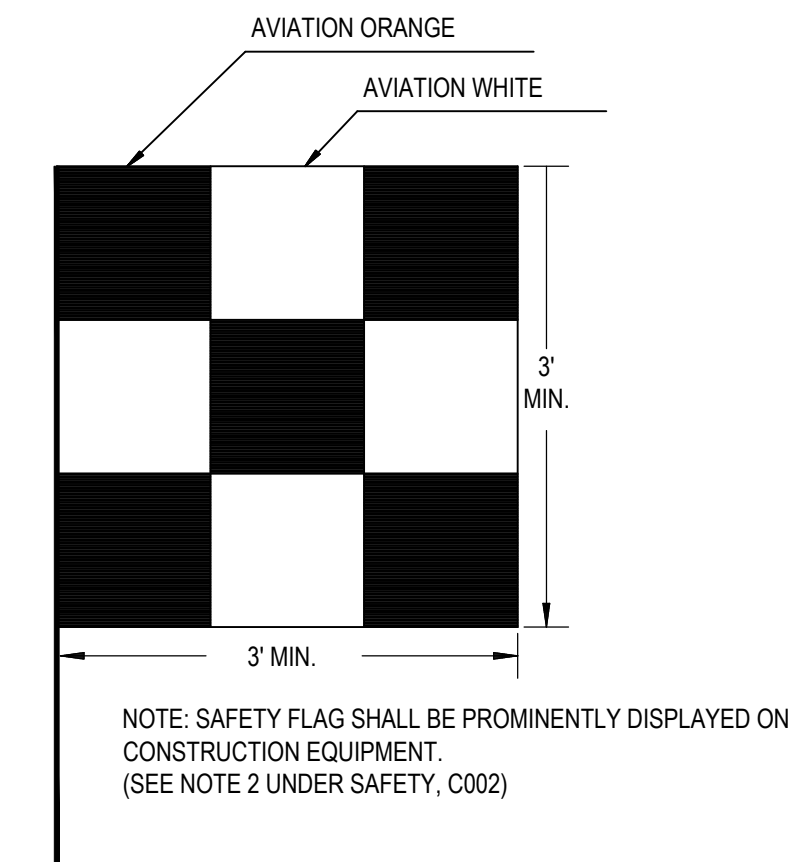 AVIATION ORANGE
AVIATION WHITE
3'
MIN.
3' MIN.
NOTE: SAFETY FLAG SHALL BE PROMINENTLY DISPLAYED ON
CONSTRUCTION EQUIPMENT.
(SEE NOTE 2 UNDER SAFETY, C002)